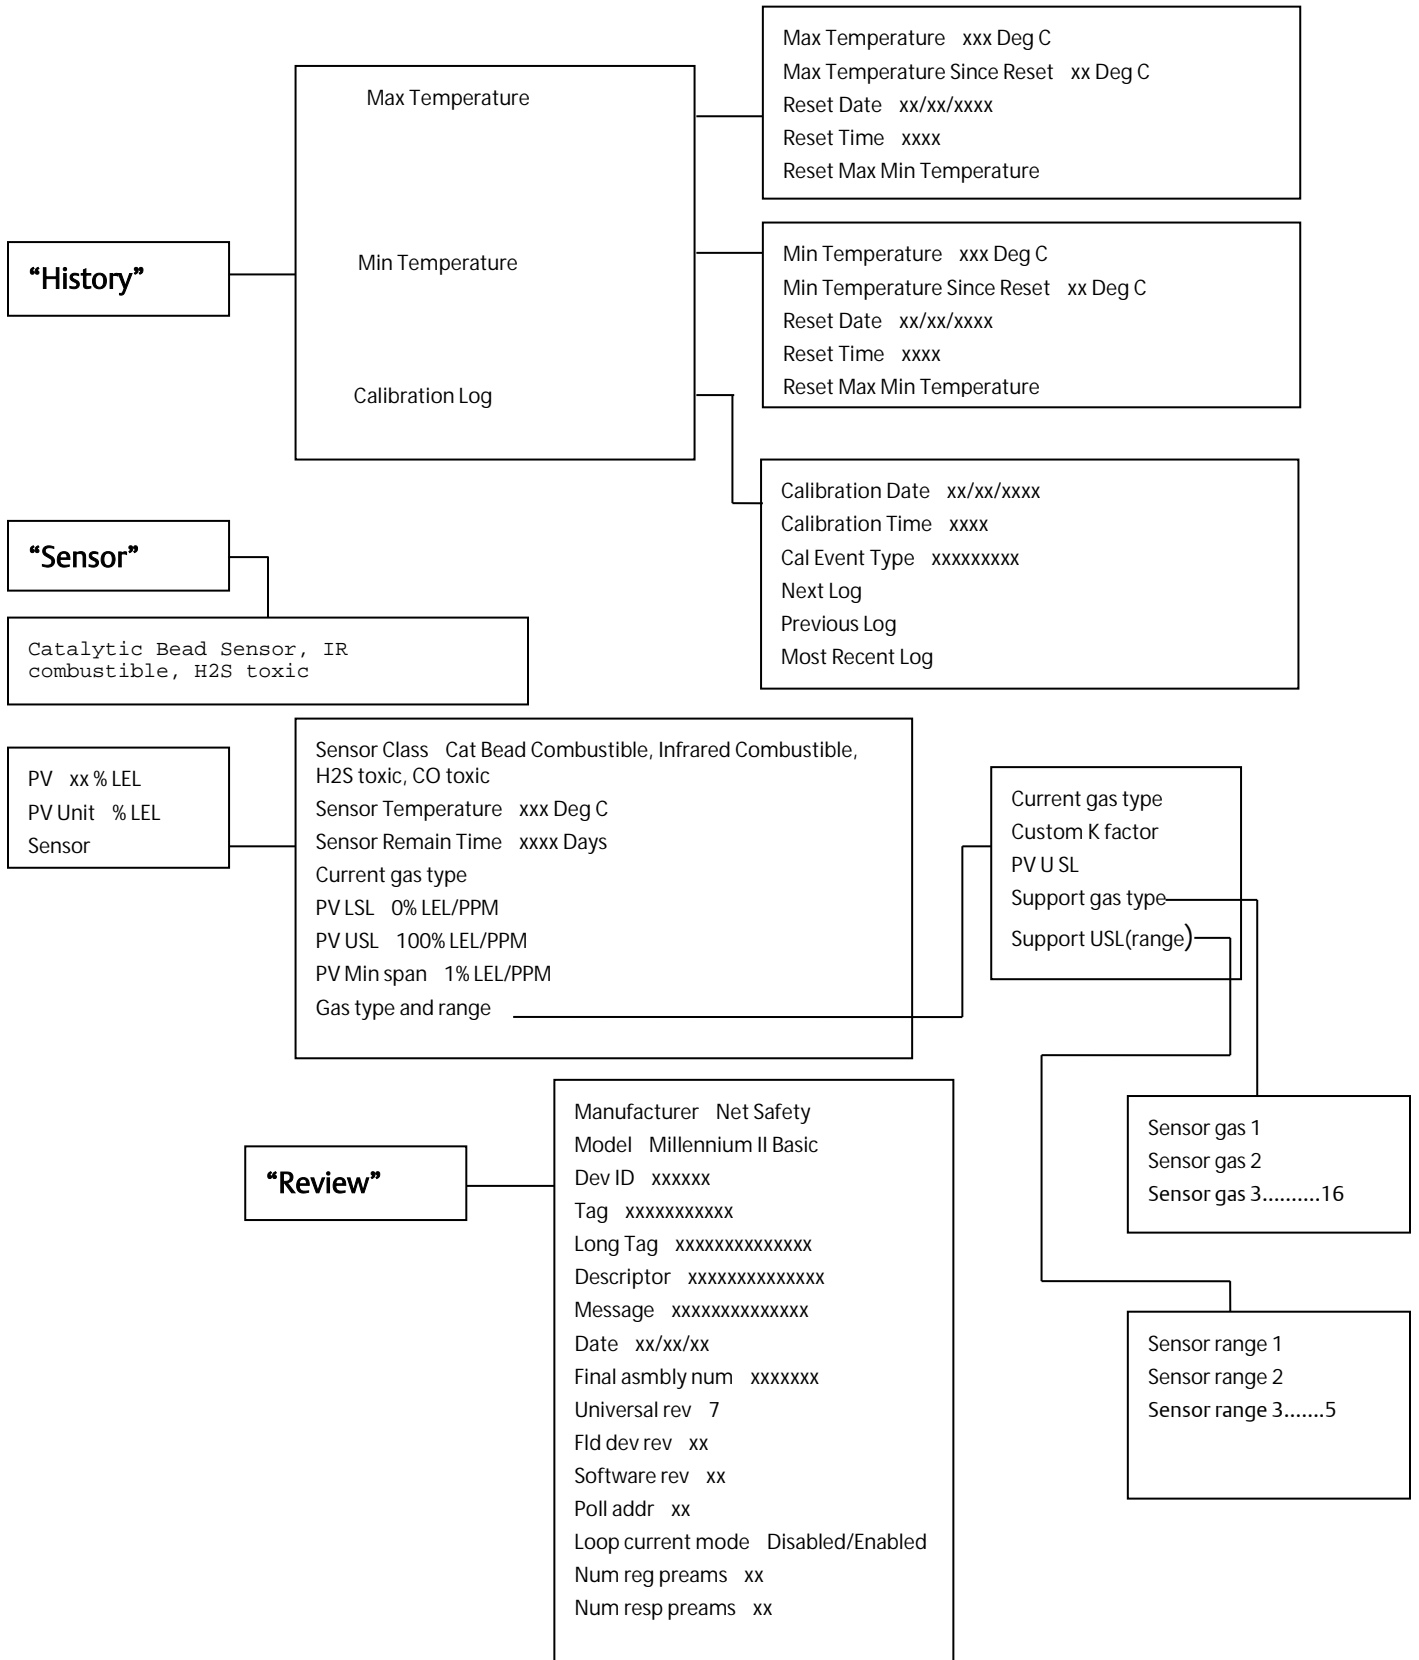 Max Temperature
Min Temperature
Calibration Log
Max Temperature xxx Deg C
Max Temperature Since Reset xx Deg C
Reset Date xx/xx/xxxx
Reset Time xxxx
Reset Max Min Temperature
“History”
Min Temperature xxx Deg C
Min Temperature Since Reset xx Deg C
Reset Date xx/xx/xxxx
Reset Time xxxx
Reset Max Min Temperature
Calibration Date xx/xx/xxxx
Calibration Time xxxx
Cal Event Type xxxxxxxxx
Next Log
Previous Log
Most Recent Log
“Sensor”
Catalytic Bead Sensor, IR
combustible, H2S toxic
PV xx % LEL
PV Unit % LEL
Sensor
Sensor Class Cat Bead Combustible, Infrared Combustible,
H2S toxic, CO toxic
Sensor Temperature xxx Deg C
Sensor Remain Time xxxx Days
Current gas type
PV LSL 0% LEL/PPM
PV USL 100% LEL/PPM
PV Min span 1% LEL/PPM
Gas type and range
Current gas type
Custom K factor
PV U SL
Support gas type
Support USL(range)
Sensor gas 1
Sensor gas 2
Sensor gas 3..........16
Sensor range 1
Sensor range 2
Sensor range 3.......5
“Review”
Manufacturer Net Safety
Model Millennium II Basic
Dev ID xxxxxx
Tag xxxxxxxxxxx
Long Tag xxxxxxxxxxxxxx
Descriptor xxxxxxxxxxxxxx
Message xxxxxxxxxxxxxx
Date xx/xx/xx
Final asmbly num xxxxxxx
Universal rev 7
Fld dev rev xx
Software rev xx
Poll addr xx
Loop current mode Disabled/Enabled
Num reg preams xx
Num resp preams xx